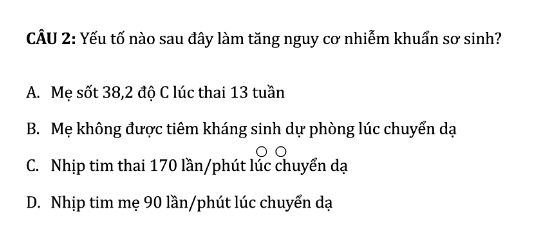 CÂU 2: Yếu tố nào sau đây làm tăng nguy cơ nhiễm khuẩn sơ sinh?
A. Mẹ sốt 38,2 độ C lúc thai 13 tuần
B. Mẹ không được tiêm kháng sinh dự phòng lúc chuyển dạ
C. Nhịp tim thai 170 lần/phút lúc chuyển dạ
D. Nhịp tim mẹ 90 lần/phút lúc chuyển dạ